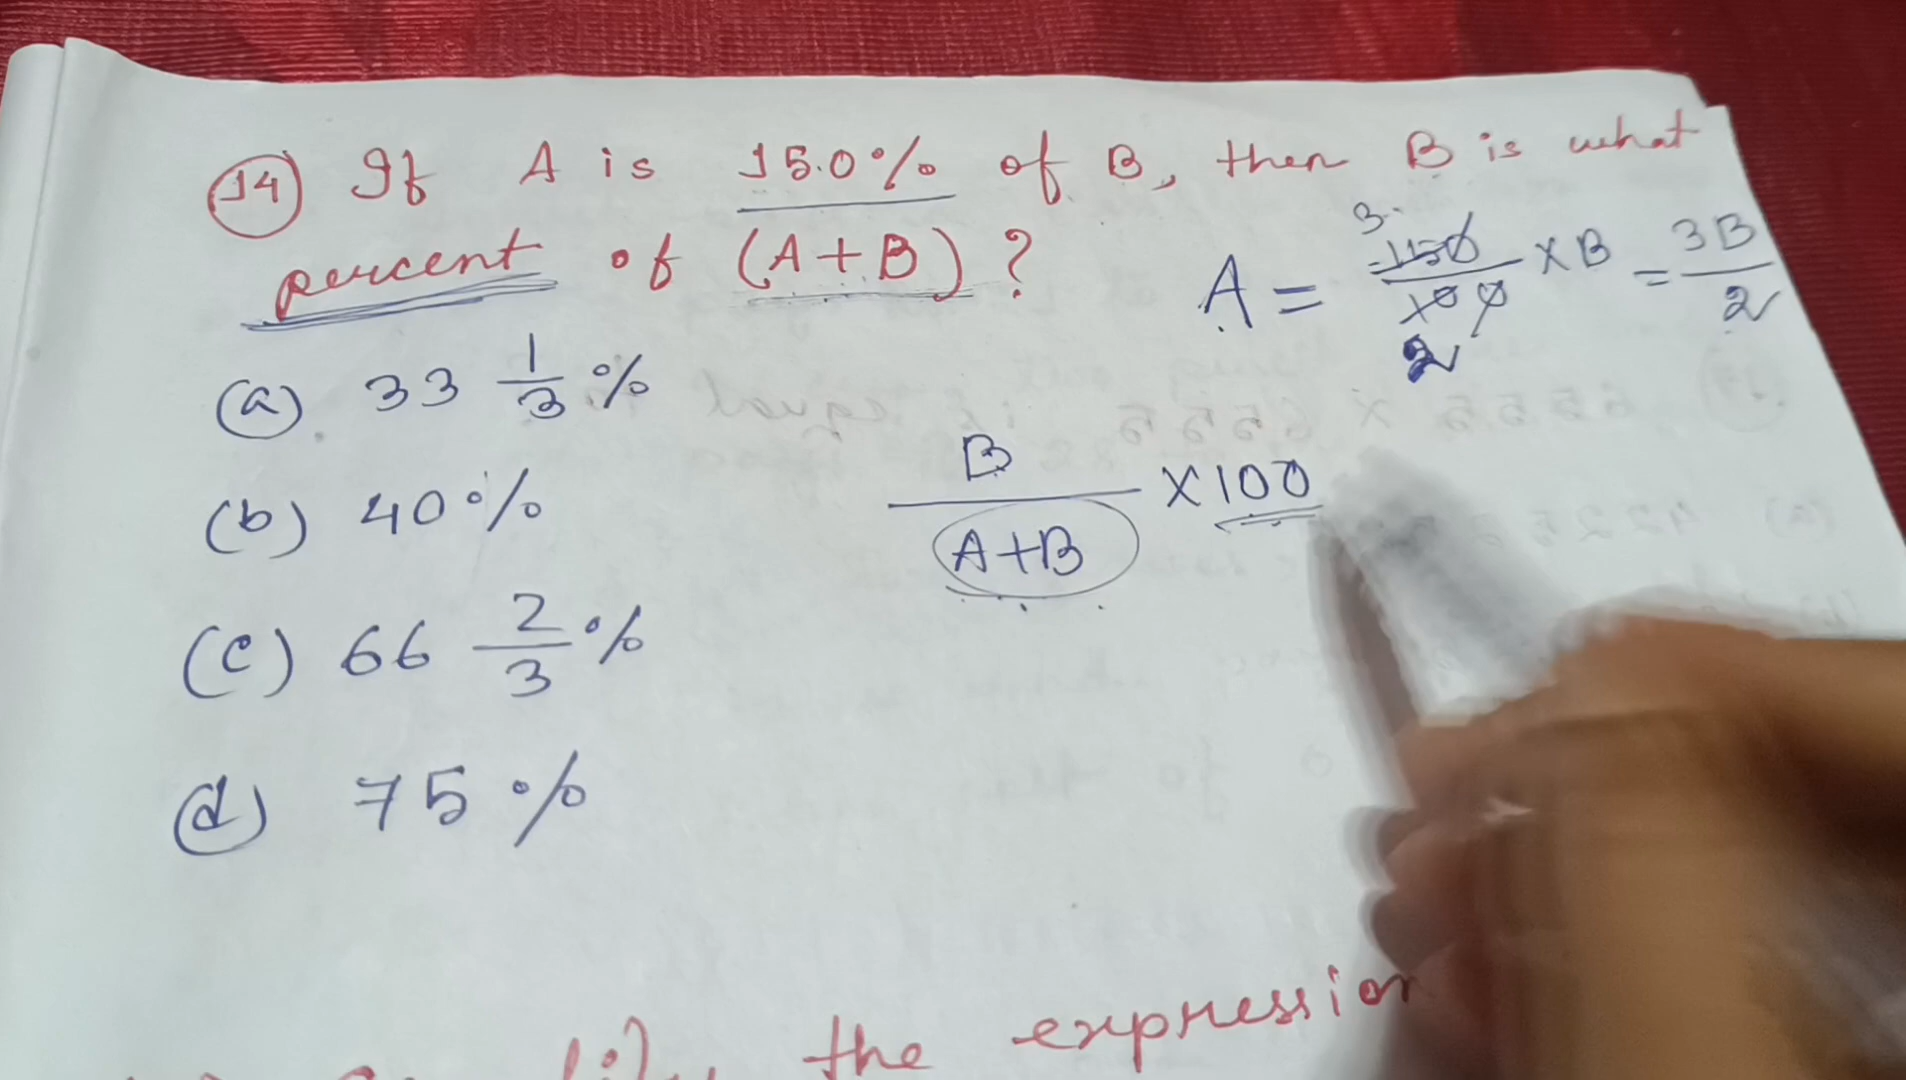 14 If A is 150% of B, then B is what
percent of (A+B) ?
A = 150/100 × B = 3B/2
3
2
(a) 33 1/3 %
(b) 40%
(c) 66 2/3 %
(d) 75%
B/(A+B) × 100
the expression